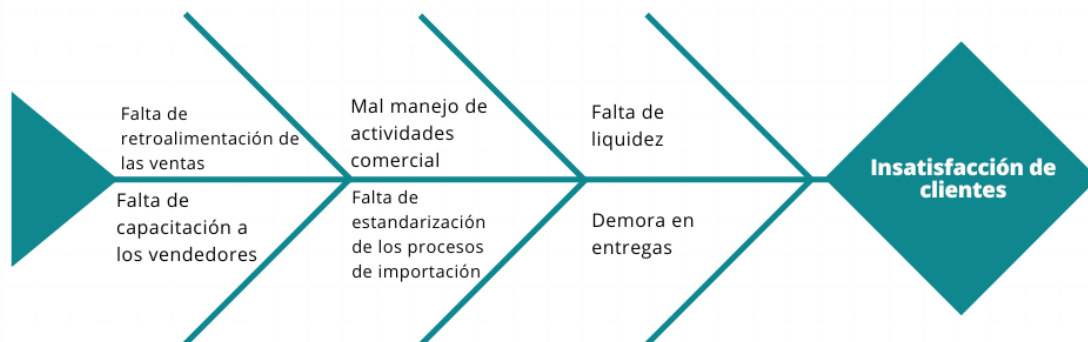 Falta de
retroalimentación de
las ventas
Mal manejo de
actividades
comercial
Falta de
liquidez
Insatisfacción de
clientes
Falta de
capacitación a
los vendedores
Falta de
estandarización
de los procesos
de importación
Demora en
entregas